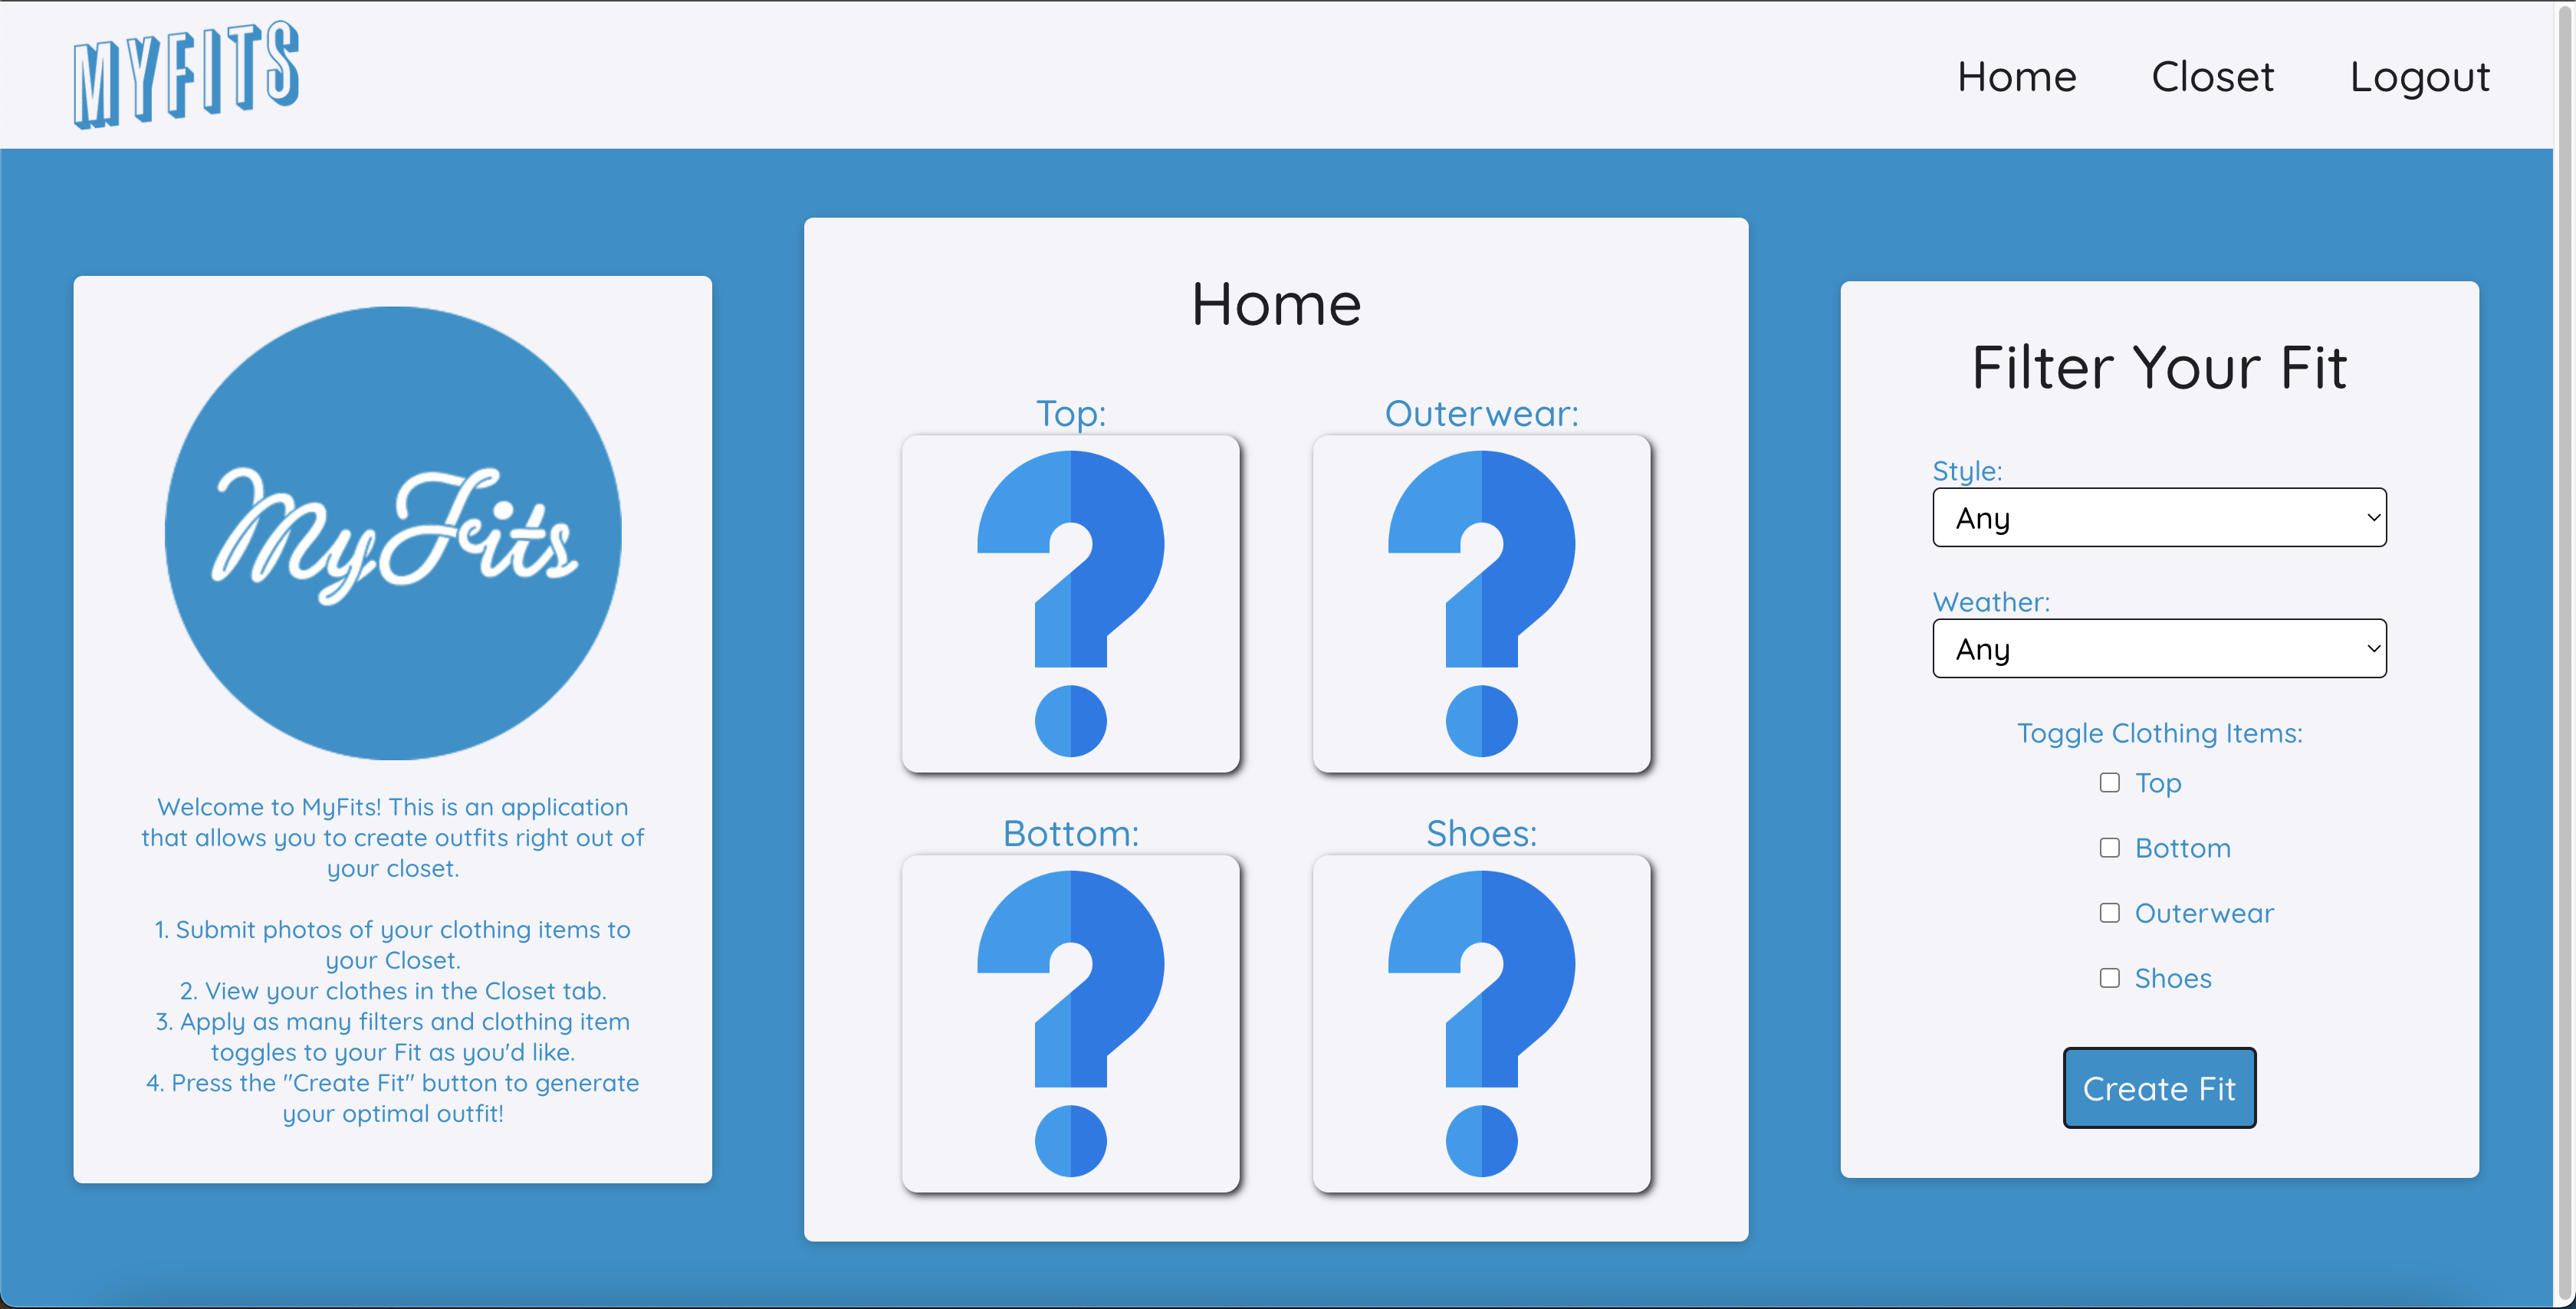 MYFITS
Home
Closet
Logout
MyFits
Welcome to MyFits! This is an application
that allows you to create outfits right out of
your closet.
1. Submit photos of your clothing items to
your Closet.
2. View your clothes in the Closet tab.
3. Apply as many filters and clothing item
toggles to your Fit as you'd like.
4. Press the "Create Fit" button to generate
your optimal outfit!
Home
Top:
Outerwear:
?
?
Bottom:
Shoes:
?
?
Filter Your Fit
Style:
Any
Weather:
Any
Toggle Clothing Items:
Top
Bottom
Outerwear
Shoes
Create Fit